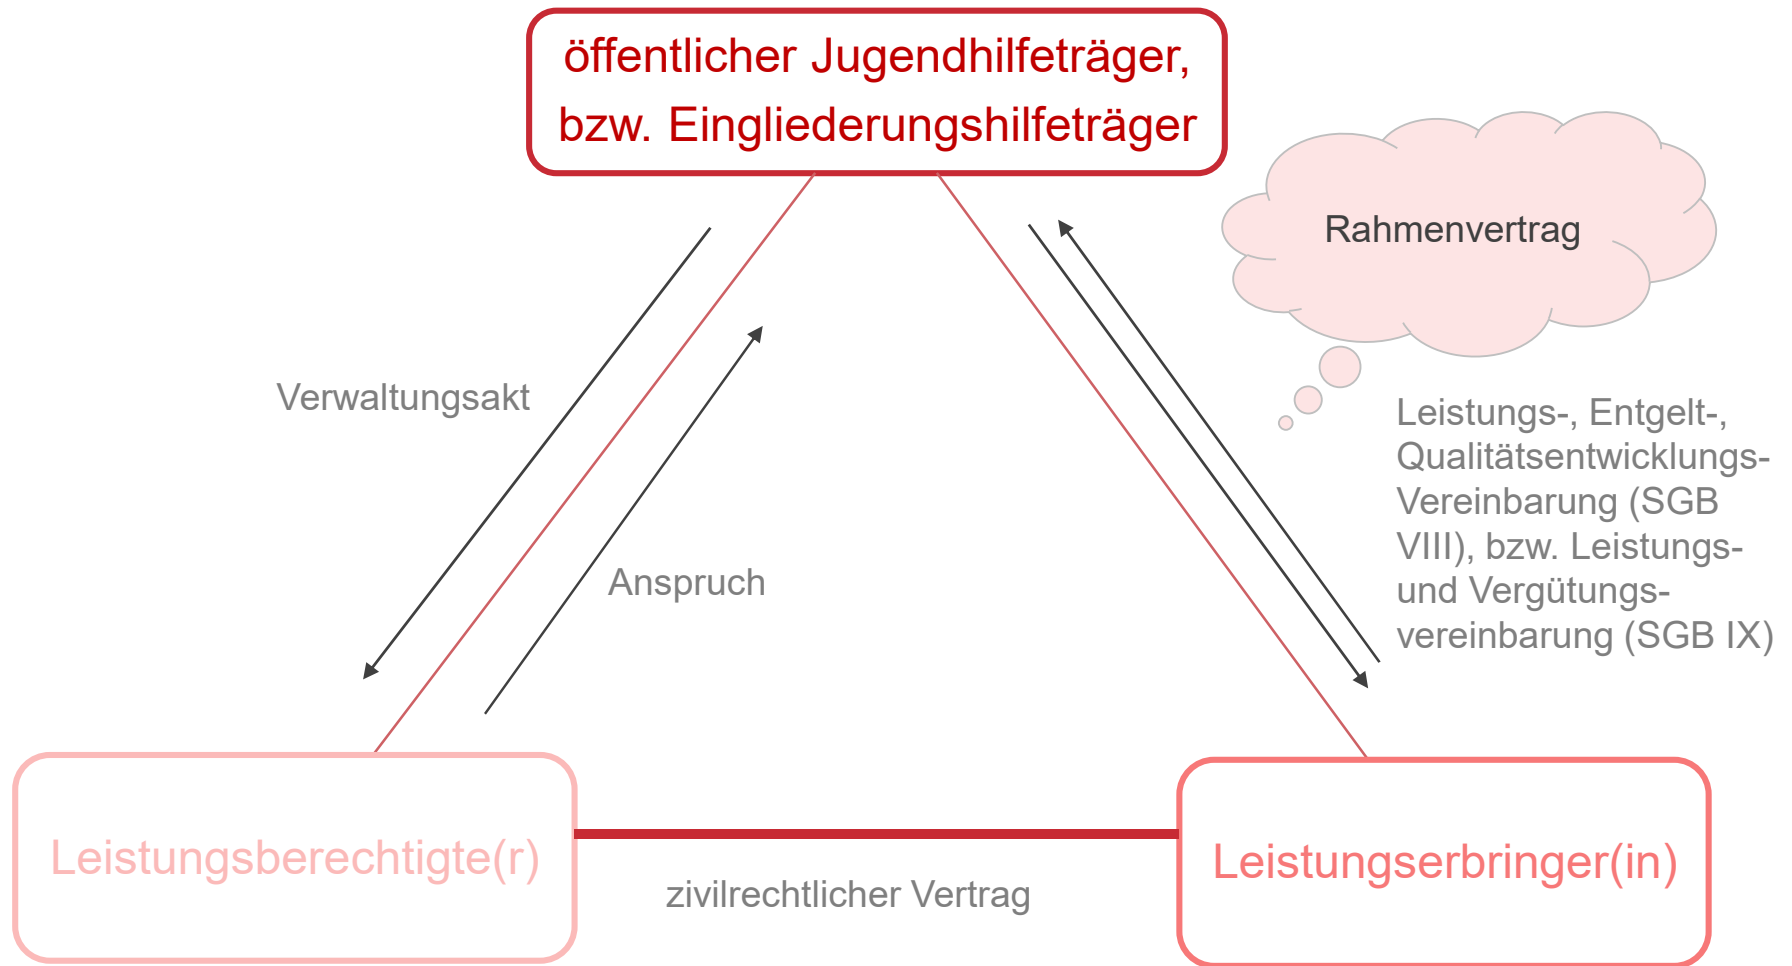 öffentlicher Jugendhilfeträger,
bzw. Eingliederungshilfeträger
Rahmenvertrag
Verwaltungsakt
Leistungs-, Entgelt-,
Qualitätsentwicklungs-
Vereinbarung (SGB
VIII), bzw. Leistungs-
und Vergütungs-
vereinbarung (SGB IX)
Anspruch
Leistungsberechtigte(r)
zivilrechtlicher Vertrag
Leistungserbringer(in)